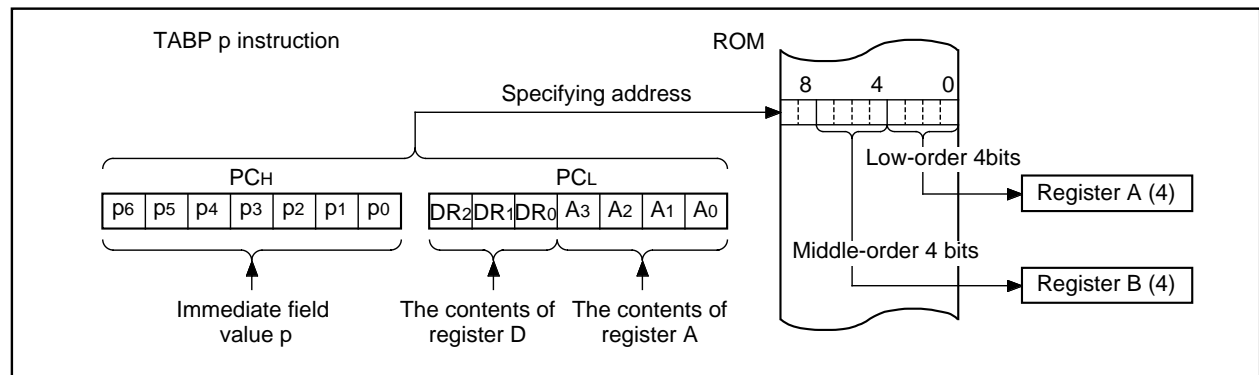 TABP p instruction
ROM
8 4 0
Specifying address
Low-order 4bits
PCH PCL
p6 p5 p4 p3 p2 p1 p0 DR2 DR1 DR0 A3 A2 A1 A0
Register A (4)
Middle-order 4 bits
Register B (4)
Immediate field
value p
The contents of
register D
The contents of
register A